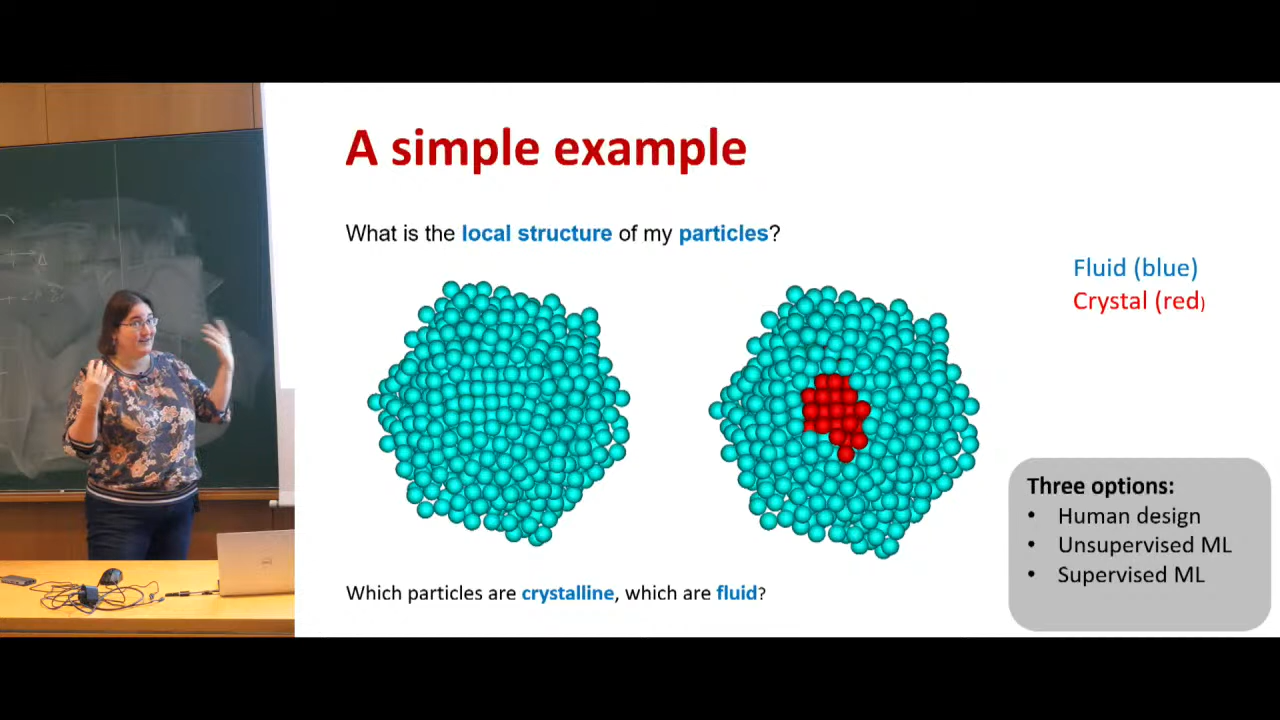 A simple example
What is the local structure of my particles?
Fluid (blue)
Crystal (red)
Three options:
• Human design
• Unsupervised ML
• Supervised ML
Which particles are crystalline, which are fluid?